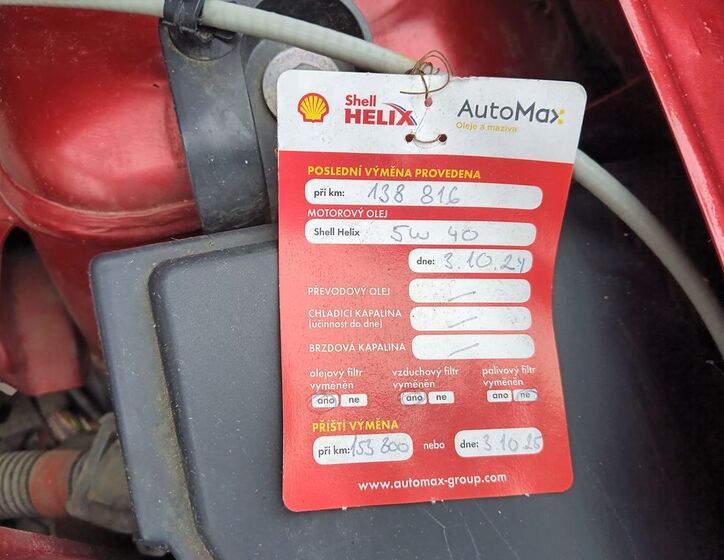 Shell
HELIX
AutoMax
Oleje a maziva
POSLEDNÍ VÝMĚNA PROVEDENA
při km: 138 816
MOTOROVÝ OLEJ
Shell Helix 5W 40
dne: 3.10.24
PŘEVODOVÝ OLEJ
CHLADICÍ KAPALINA
(účinnost do dne)
BRZDOVÁ KAPALINA
olejový filtr vyměněn
ano ne
vzduchový filtr vyměněn
ano ne
palivový filtr vyměněn
ano ne
PŘÍŠTÍ VÝMĚNA
při km: 153 800 nebo dne: 3.10.25
www.automax-group.com